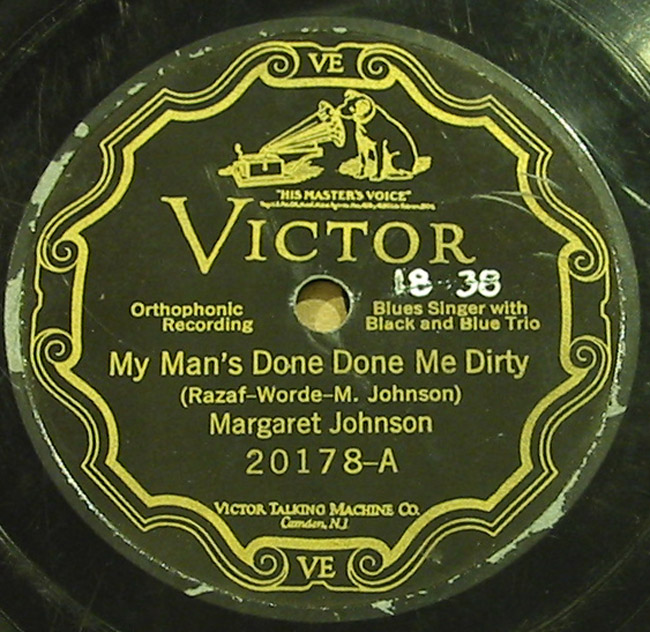 VE
"HIS MASTER'S VOICE"
VICTOR
18 38
Orthophonic
Recording
Blues Singer with
Black and Blue Trio
My Man's Done Done Me Dirty
(Razaf-Worde-M. Johnson)
Margaret Johnson
20178-A
VICTOR TALKING MACHINE CO.
Camden, N.J.
VE